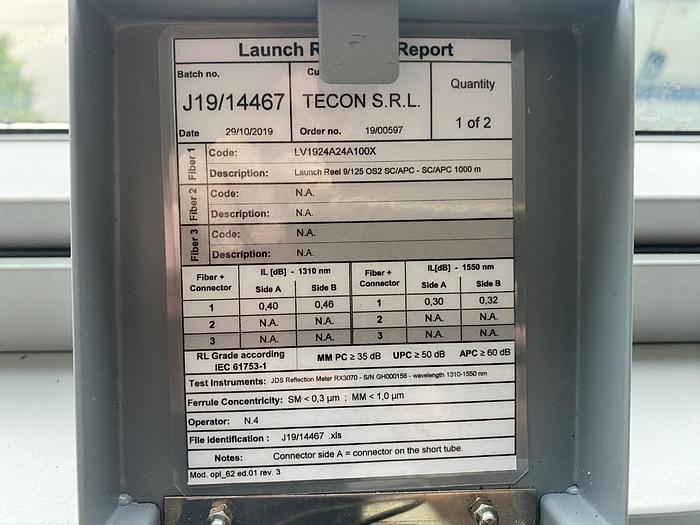 Launch Report
Batch no.
J19/14467
Date 29/10/2019
TECON S.R.L.
Order no. 19/00597
Quantity
1 of 2
Fiber 1
Code: LV1924A24A100X
Description: Launch Reel 9/125 OS2 SC/APC - SC/APC 1000 m
Fiber 2
Code: N.A.
Description: N.A.
Fiber 3
Code: N.A.
Description: N.A.
Fiber + Connector IL [dB] - 1310 nm Fiber + Connector IL[dB] - 1550 nm
Side A Side B Side A Side B
1 0,40 0,46 1 0,30 0,32
2 N.A. N.A. 2 N.A. N.A.
3 N.A. N.A. 3 N.A. N.A.
RL Grade according
IEC 61753-1
MM PC ≥ 35 dB UPC ≥ 50 dB APC ≥ 60 dB
Test Instruments: JDS Reflection Meter RX3070 - S/N GH000156 - wavelength 1310-1550 nm
Ferrule Concentricity: SM < 0,3 µm ; MM < 1,0 µm
Operator: N.4
File identification : J19/14467 .xls
Notes: Connector side A = connector on the short tube.
Mod. opl_62 ed.01 rev. 3